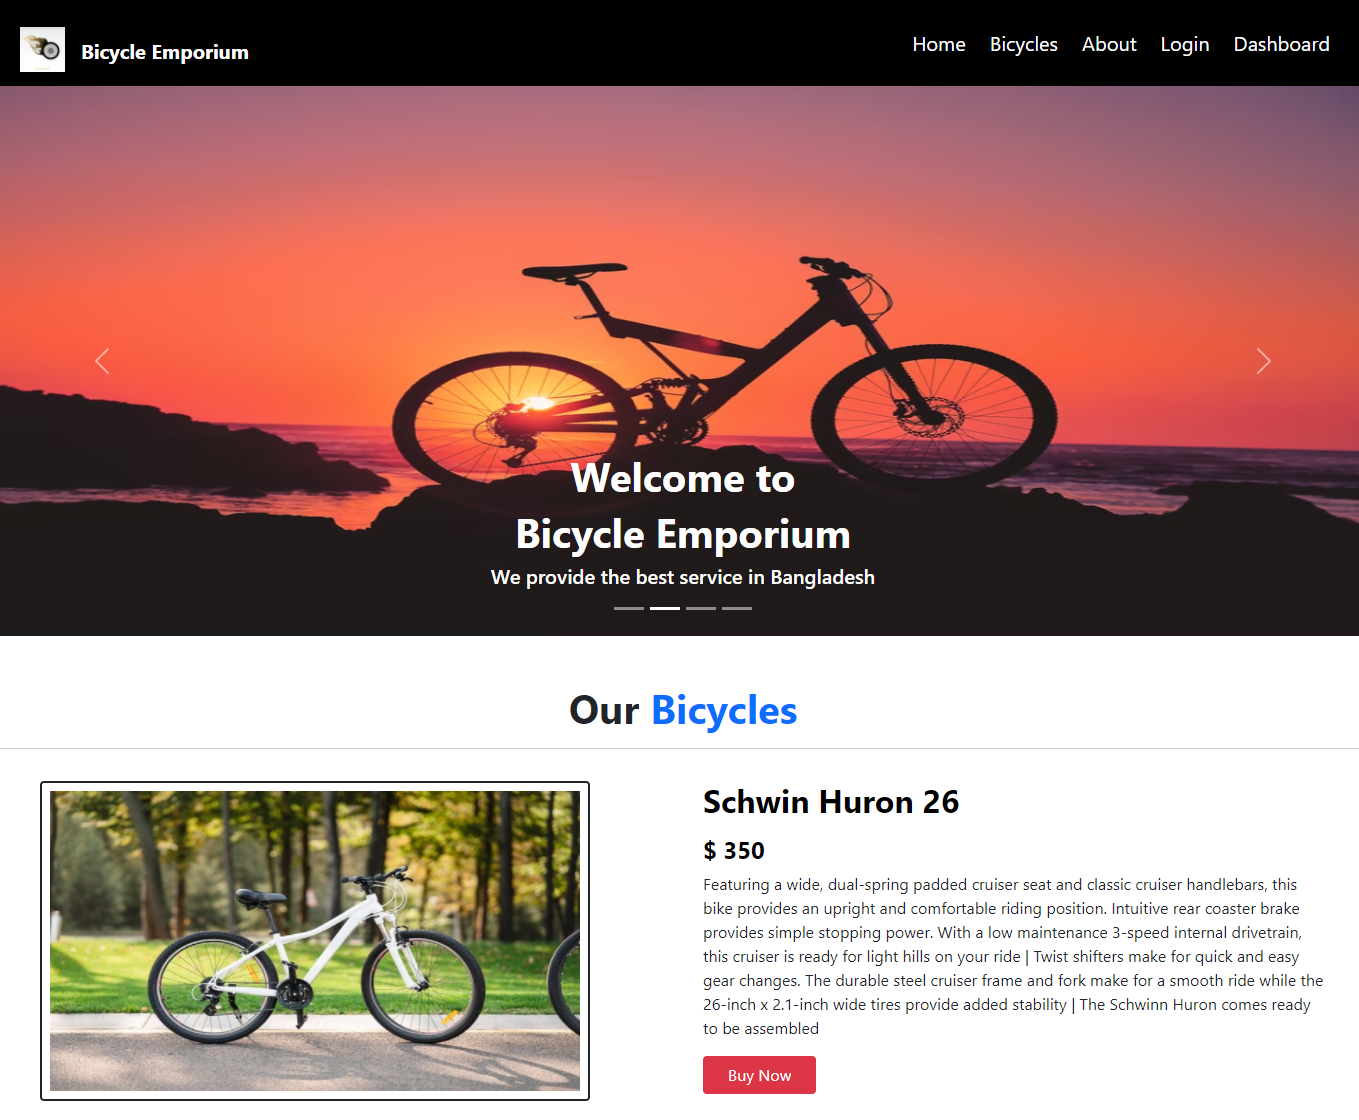 Bicycle Emporium
Home Bicycles About Login Dashboard
Welcome to
Bicycle Emporium
We provide the best service in Bangladesh
Our Bicycles
Schwin Huron 26
$ 350
Featuring a wide, dual-spring padded cruiser seat and classic cruiser handlebars, this
bike provides an upright and comfortable riding position. Intuitive rear coaster brake
provides simple stopping power. With a low maintenance 3-speed internal drivetrain,
this cruiser is ready for light hills on your ride | Twist shifters make for quick and easy
gear changes. The durable steel cruiser frame and fork make for a smooth ride while the
26-inch x 2.1-inch wide tires provide added stability | The Schwinn Huron comes ready
to be assembled
Buy Now